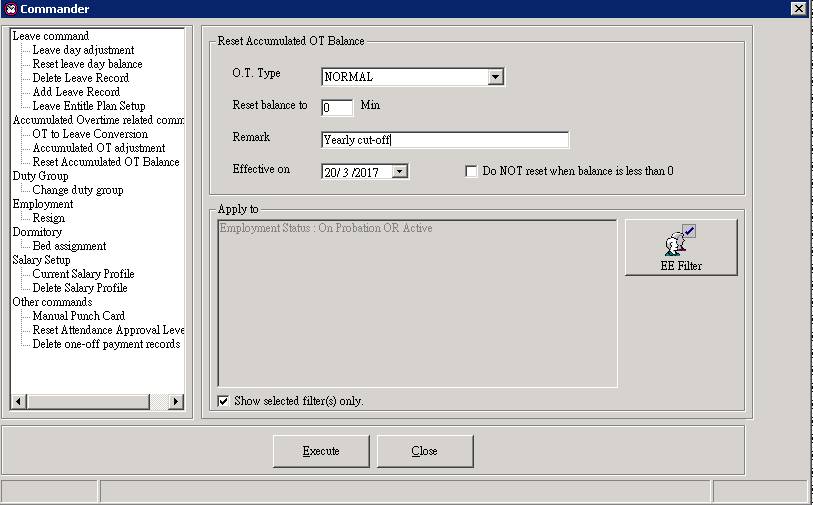 Commander
Leave command
Leave day adjustment
Reset leave day balance
Delete Leave Record
Add Leave Record
Leave Entitle Plan Setup
Accumulated Overtime related comm
OT to Leave Conversion
Accumulated OT adjustment
Reset Accumulated OT Balance
Duty Group
Change duty group
Employment
Resign
Dormitory
Bed assignment
Salary Setup
Current Salary Profile
Delete Salary Profile
Other commands
Manual Punch Card
Reset Attendance Approval Leve
Delete one-off payment records
Reset Accumulated OT Balance
O.T. Type NORMAL
Reset balance to 0 Min
Remark Yearly cut-off
Effective on 20/ 3 /2017 Do NOT reset when balance is less than 0
Apply to
Employment Status : On Probation OR Active
EE Filter
Show selected filter(s) only.
Execute Close